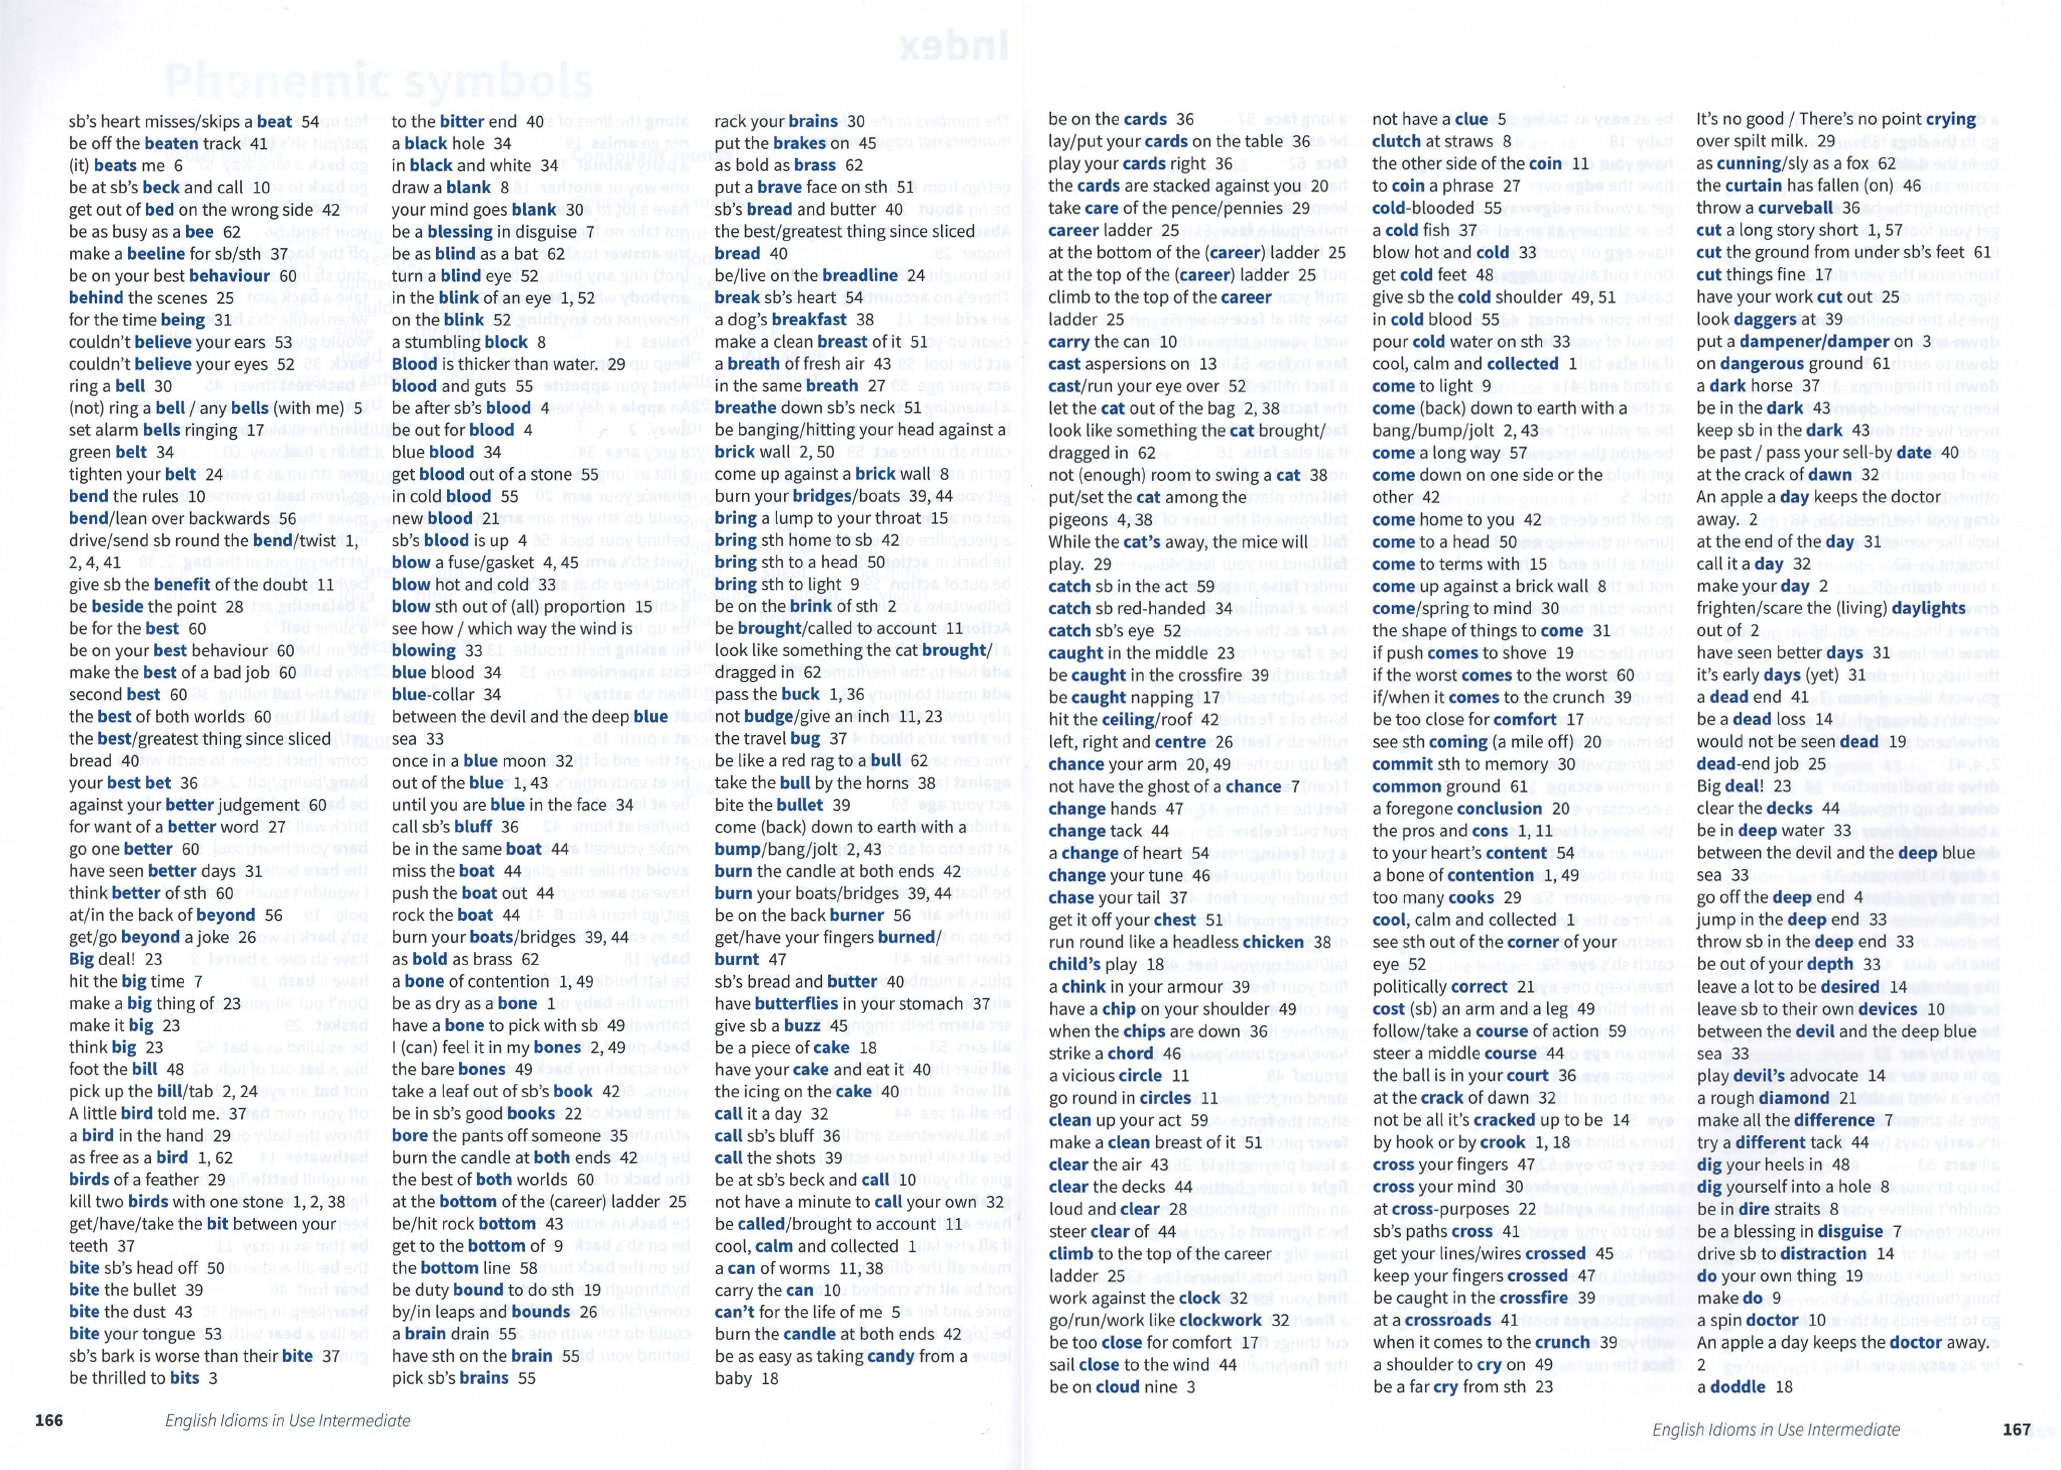 sb's heart misses/skips a beat 54
be off the beaten track 41
(it) beats me 6
be at sb's beck and call 10
get out of bed on the wrong side 42
be as busy as a bee 62
make a beeline for sb/sth 37
be on your best behaviour 60
behind the scenes 25
for the time being 31
couldn't believe your ears 53
couldn't believe your eyes 52
ring a bell 30
(not) ring a bell / any bells (with me) 5
set alarm bells ringing 17
green belt 34
tighten your belt 24
bend the rules 10
bend/lean over backwards 56
drive/send sb round the bend/twist 1,
2, 4, 41
give sb the benefit of the doubt 11
be beside the point 28
be for the best 60
be on your best behaviour 60
make the best of a bad job 60
second best 60
the best of both worlds 60
the best/greatest thing since sliced
bread 40
your best bet 36
against your better judgement 60
for want of a better word 27
go one better 60
have seen better days 31
think better of sth 60
at/in the back of beyond 56
get/go beyond a joke 26
Big deal! 23
hit the big time 7
make a big thing of 23
make it big 23
think big 23
foot the bill 48
pick up the bill/tab 2, 24
A little bird told me. 37
a bird in the hand 29
as free as a bird 1, 62
birds of a feather 29
kill two birds with one stone 1, 2, 38
get/have/take the bit between your
teeth 37
bite sb's head off 50
bite the bullet 39
bite the dust 43
bite your tongue 53
sb's bark is worse than their bite 37
be thrilled to bits 3
to the bitter end 40
a black hole 34
in black and white 34
draw a blank 8
your mind goes blank 30
be a blessing in disguise 7
be as blind as a bat 62
turn a blind eye 52
in the blink of an eye 1, 52
on the blink 52
a stumbling block 8
Blood is thicker than water. 29
blood and guts 55
be after sb's blood 4
be out for blood 4
blue blood 34
get blood out of a stone 55
in cold blood 55
new blood 21
sb's blood is up 4
blow a fuse/gasket 4, 45
blow hot and cold 33
blow sth out of (all) proportion 15
see how / which way the wind is
blowing 33
blue blood 34
blue-collar 34
between the devil and the deep blue
sea 33
once in a blue moon 32
out of the blue 1, 43
until you are blue in the face 34
call sb's bluff 36
be in the same boat 44
miss the boat 44
push the boat out 44
rock the boat 44
burn your boats/bridges 39, 44
as bold as brass 62
a bone of contention 1, 49
be as dry as a bone 1
have a bone to pick with sb 49
I (can) feel it in my bones 2, 49
the bare bones 49
take a leaf out of sb's book 42
be in sb's good books 22
bore the pants off someone 35
burn the candle at both ends 42
the best of both worlds 60
at the bottom of the (career) ladder 25
be/hit rock bottom 43
get to the bottom of 9
the bottom line 58
be duty bound to do sth 19
by/in leaps and bounds 26
a brain drain 55
have sth on the brain 55
pick sb's brains 55
rack your brains 30
put the brakes on 45
as bold as brass 62
put a brave face on sth 51
sb's bread and butter 40
the best/greatest thing since sliced
bread 40
be/live on the breadline 24
break sb's heart 54
a dog's breakfast 38
make a clean breast of it 51
a breath of fresh air 43
in the same breath 27
breathe down sb's neck 51
be banging/hitting your head against a
brick wall 2, 50
come up against a brick wall 8
burn your bridges/boats 39, 44
bring a lump to your throat 15
bring sth home to sb 42
bring sth to a head 50
bring sth to light 9
be on the brink of sth 2
be brought/called to account 11
look like something the cat brought/
dragged in 62
pass the buck 1, 36
not budge/give an inch 11, 23
the travel bug 37
be like a red rag to a bull 62
take the bull by the horns 38
bite the bullet 39
come (back) down to earth with a
bump/bang/jolt 2, 43
burn the candle at both ends 42
burn your boats/bridges 39, 44
be on the back burner 56
get/have your fingers burned/
burnt 47
sb's bread and butter 40
have butterflies in your stomach 37
give sb a buzz 45
be a piece of cake 18
have your cake and eat it 40
the icing on the cake 40
call it a day 32
call sb's bluff 36
call the shots 39
be at sb's beck and call 10
not have a minute to call your own 32
be called/brought to account 11
cool, calm and collected 1
a can of worms 11, 38
carry the can 10
can't for the life of me 5
burn the candle at both ends 42
be as easy as taking candy from a
baby 18
166 English Idioms in Use Intermediate
be on the cards 36
lay/put your cards on the table 36
play your cards right 36
the cards are stacked against you 20
take care of the pence/pennies 29
career ladder 25
at the bottom of the (career) ladder 25
at the top of the (career) ladder 25
climb to the top of the career
ladder 25
carry the can 10
cast aspersions on 13
cast/run your eye over 52
let the cat out of the bag 2, 38
look like something the cat brought/
dragged in 62
not (enough) room to swing a cat 38
put/set the cat among the
pigeons 4, 38
While the cat's away, the mice will
play. 29
catch sb in the act 59
catch sb red-handed 34
catch sb's eye 52
caught in the middle 23
be caught in the crossfire 39
be caught napping 17
hit the ceiling/roof 42
left, right and centre 26
chance your arm 20, 49
not have the ghost of a chance 7
change hands 47
change tack 44
a change of heart 54
change your tune 46
chase your tail 37
get it off your chest 51
run round like a headless chicken 38
child's play 18
a chink in your armour 39
have a chip on your shoulder 49
when the chips are down 36
strike a chord 46
a vicious circle 11
go round in circles 11
clean up your act 59
make a clean breast of it 51
clear the air 43
clear the decks 44
loud and clear 28
steer clear of 44
climb to the top of the career
ladder 25
work against the clock 32
go/run/work like clockwork 32
be too close for comfort 17
sail close to the wind 44
be on cloud nine 3
not have a clue 5
clutch at straws 8
the other side of the coin 11
to coin a phrase 27
cold-blooded 55
a cold fish 37
blow hot and cold 33
get cold feet 48
give sb the cold shoulder 49, 51
in cold blood 55
pour cold water on sth 33
cool, calm and collected 1
come to light 9
come (back) down to earth with a
bang/bump/jolt 2, 43
come a long way 57
come down on one side or the
other 42
come home to you 42
come to a head 50
come to terms with 15
come up against a brick wall 8
come/spring to mind 30
the shape of things to come 31
if push comes to shove 19
if the worst comes to the worst 60
if/when it comes to the crunch 39
be too close for comfort 17
see sth coming (a mile off) 20
commit sth to memory 30
common ground 61
a foregone conclusion 20
the pros and cons 1, 11
to your heart's content 54
a bone of contention 1, 49
too many cooks 29
cool, calm and collected 1
see sth out of the corner of your
eye 52
politically correct 21
cost (sb) an arm and a leg 49
follow/take a course of action 59
steer a middle course 44
the ball is in your court 36
at the crack of dawn 32
not be all it's cracked up to be 14
by hook or by crook 1, 18
cross your fingers 47
cross your mind 30
at cross-purposes 22
sb's paths cross 41
get your lines/wires crossed 45
keep your fingers crossed 47
be caught in the crossfire 39
at a crossroads 41
when it comes to the crunch 39
a shoulder to cry on 49
be a far cry from sth 23
It's no good / There's no point crying
over spilt milk. 29
as cunning/sly as a fox 62
the curtain has fallen (on) 46
throw a curveball 36
cut a long story short 1, 57
cut the ground from under sb's feet 61
cut things fine 17
have your work cut out 25
look daggers at 39
put a dampener/damper on 3
on dangerous ground 61
a dark horse 37
be in the dark 43
keep sb in the dark 43
be past / pass your sell-by date 40
at the crack of dawn 32
An apple a day keeps the doctor
away. 2
at the end of the day 31
call it a day 32
make your day 2
frighten/scare the (living) daylights
out of 2
have seen better days 31
it's early days (yet) 31
a dead end 41
be a dead loss 14
would not be seen dead 19
dead-end job 25
Big deal! 23
clear the decks 44
be in deep water 33
between the devil and the deep blue
sea 33
go off the deep end 4
jump in the deep end 33
throw sb in the deep end 33
be out of your depth 33
leave a lot to be desired 14
leave sb to their own devices 10
between the devil and the deep blue
sea 33
play devil's advocate 14
a rough diamond 21
make all the difference 7
try a different tack 44
dig your heels in 48
dig yourself into a hole 8
be in dire straits 8
be a blessing in disguise 7
drive sb to distraction 14
do your own thing 19
make do 9
a spin doctor 10
An apple a day keeps the doctor away.
2
a doddle 18
English Idioms in Use Intermediate 167